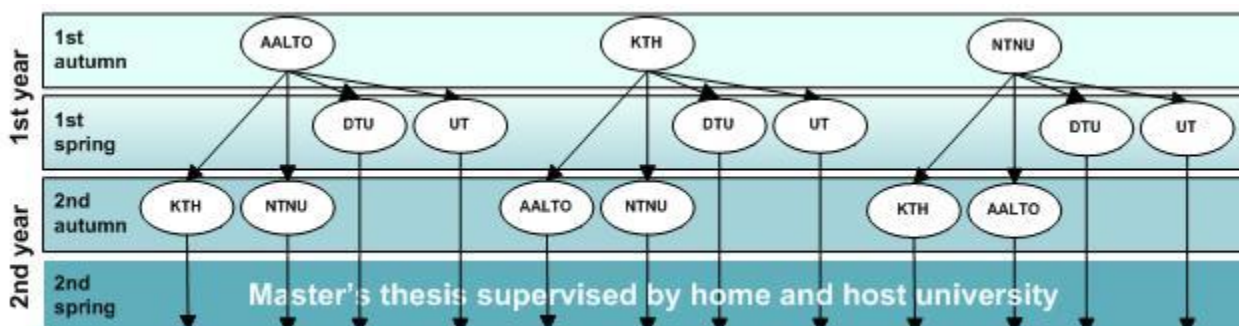 1st year
1st
autumn
AALTO
KTH
NTNU
1st
spring
DTU
UT
DTU
UT
DTU
UT
2nd year
2nd
autumn
KTH
NTNU
AALTO
NTNU
KTH
AALTO
2nd
spring
Master's thesis supervised by home and host university